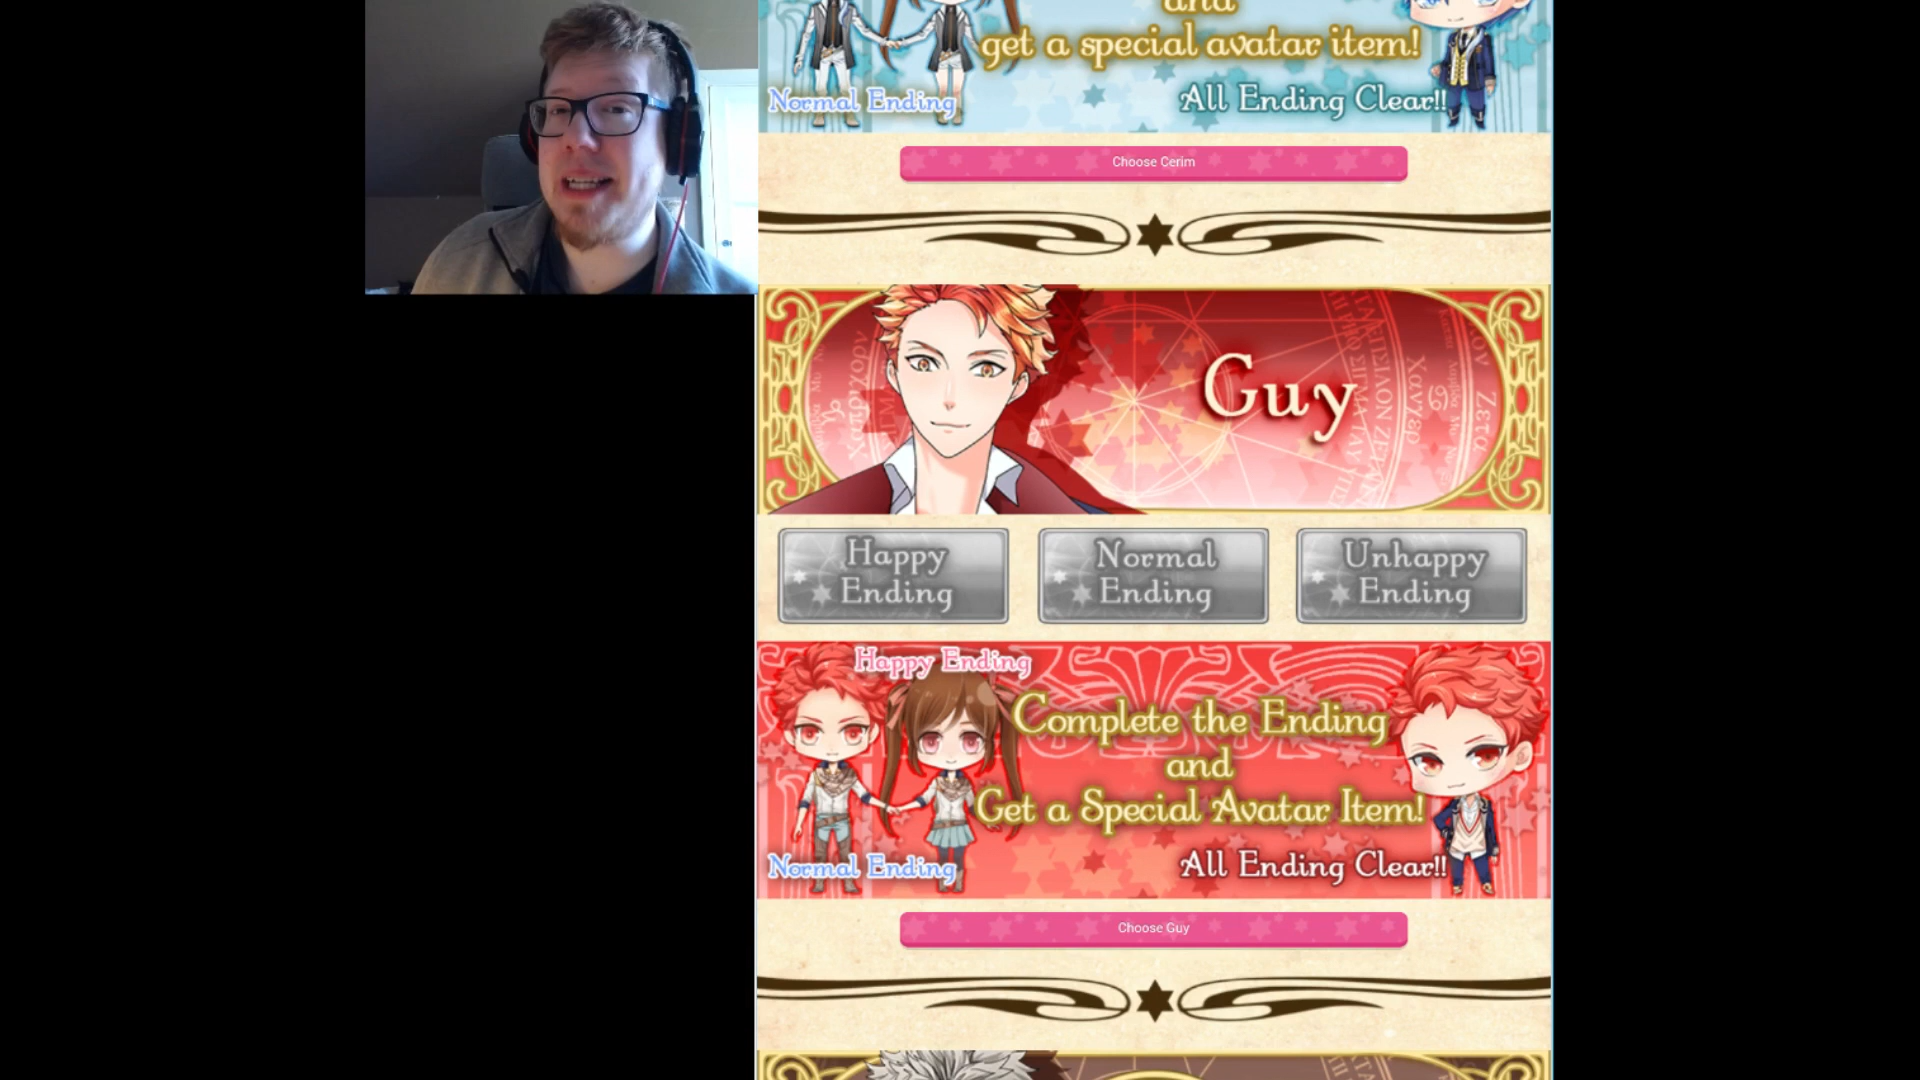 and
get a special avatar item!
Normal Ending
All Ending Clear!!
Choose Cerim
Guy
Happy
Ending
Normal
Ending
Unhappy
Ending
Happy Ending
Complete the Ending
and
Get a Special Avatar Item!
Normal Ending
All Ending Clear!!
Choose Guy